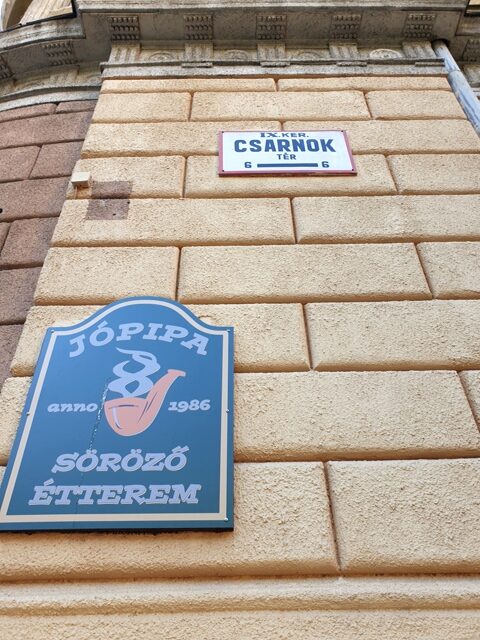 IX. KER.
CSARNOK
TÉR
6 6
JÓPIPA
anno 1986
SÖRÖZŐ
ÉTTEREM